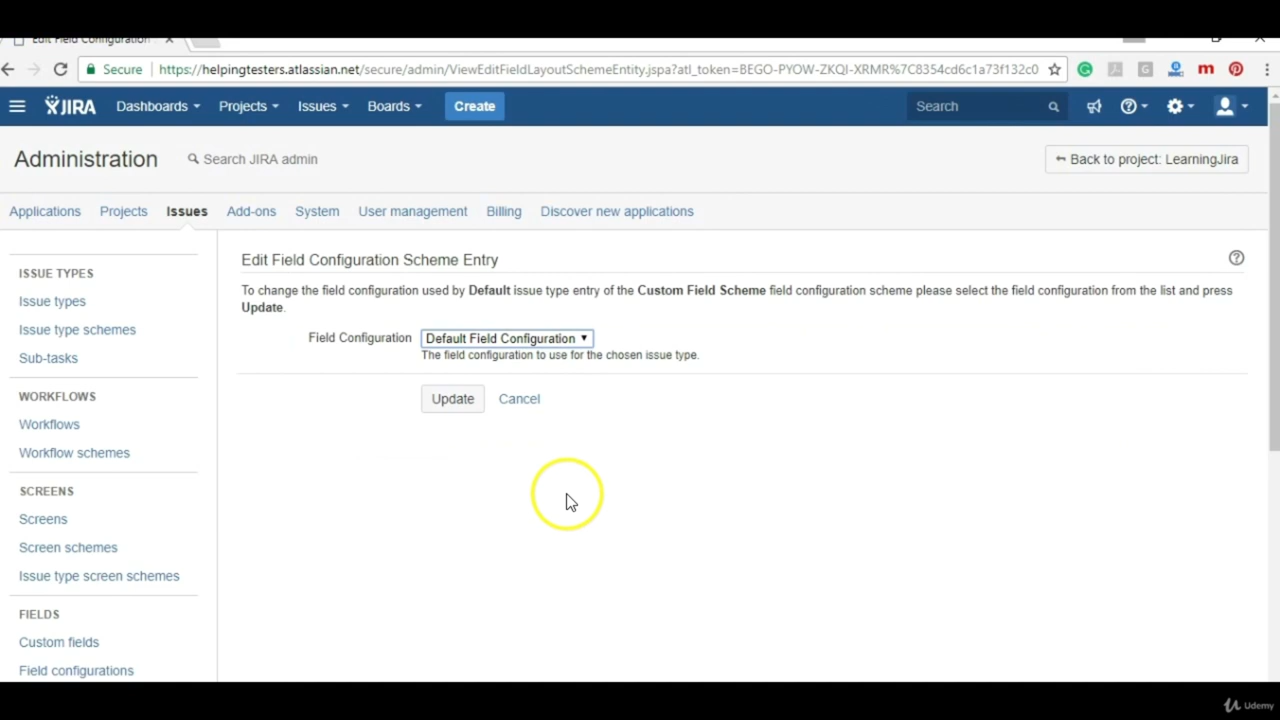 Edit Field Configuration
Secure https://helpingtesters.atlassian.net/secure/admin/ViewEditFieldLayoutSchemeEntity.jspa?atl_token=BEGO-PYOW-ZKQI-XRMR%7C8354cd6c1a73f132c0
JIRA Dashboards Projects Issues Boards Create Search
Administration Search JIRA admin Back to project: LearningJira
Applications Projects Issues Add-ons System User management Billing Discover new applications
ISSUE TYPES
Issue types
Issue type schemes
Sub-tasks
WORKFLOWS
Workflows
Workflow schemes
SCREENS
Screens
Screen schemes
Issue type screen schemes
FIELDS
Custom fields
Field configurations
Edit Field Configuration Scheme Entry
To change the field configuration used by Default issue type entry of the Custom Field Scheme field configuration scheme please select the field configuration from the list and press
Update.
Field Configuration Default Field Configuration
The field configuration to use for the chosen issue type.
Update Cancel
Udemy